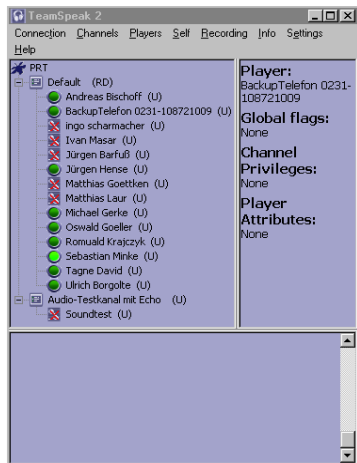 TeamSpeak 2
Connection Channels Players Self Recording Info Settings
Help
PRT
Default (RD)
Andreas Bischoff (U)
BackupTelefon 0231-108721009 (U)
ingo scharmacher (U)
Ivan Masar (U)
Jürgen Barfuß (U)
Jürgen Hense (U)
Matthias Goettken (U)
Matthias Laur (U)
Michael Gerke (U)
Oswald Goeller (U)
Romuald Krajczyk (U)
Sebastian Minke (U)
Tagne David (U)
Ulrich Borgolte (U)
Audio-Testkanal mit Echo (U)
Soundtest (U)
Player:
BackupTelefon 0231-
108721009
Global flags:
None
Channel
Privileges:
None
Player
Attributes:
None